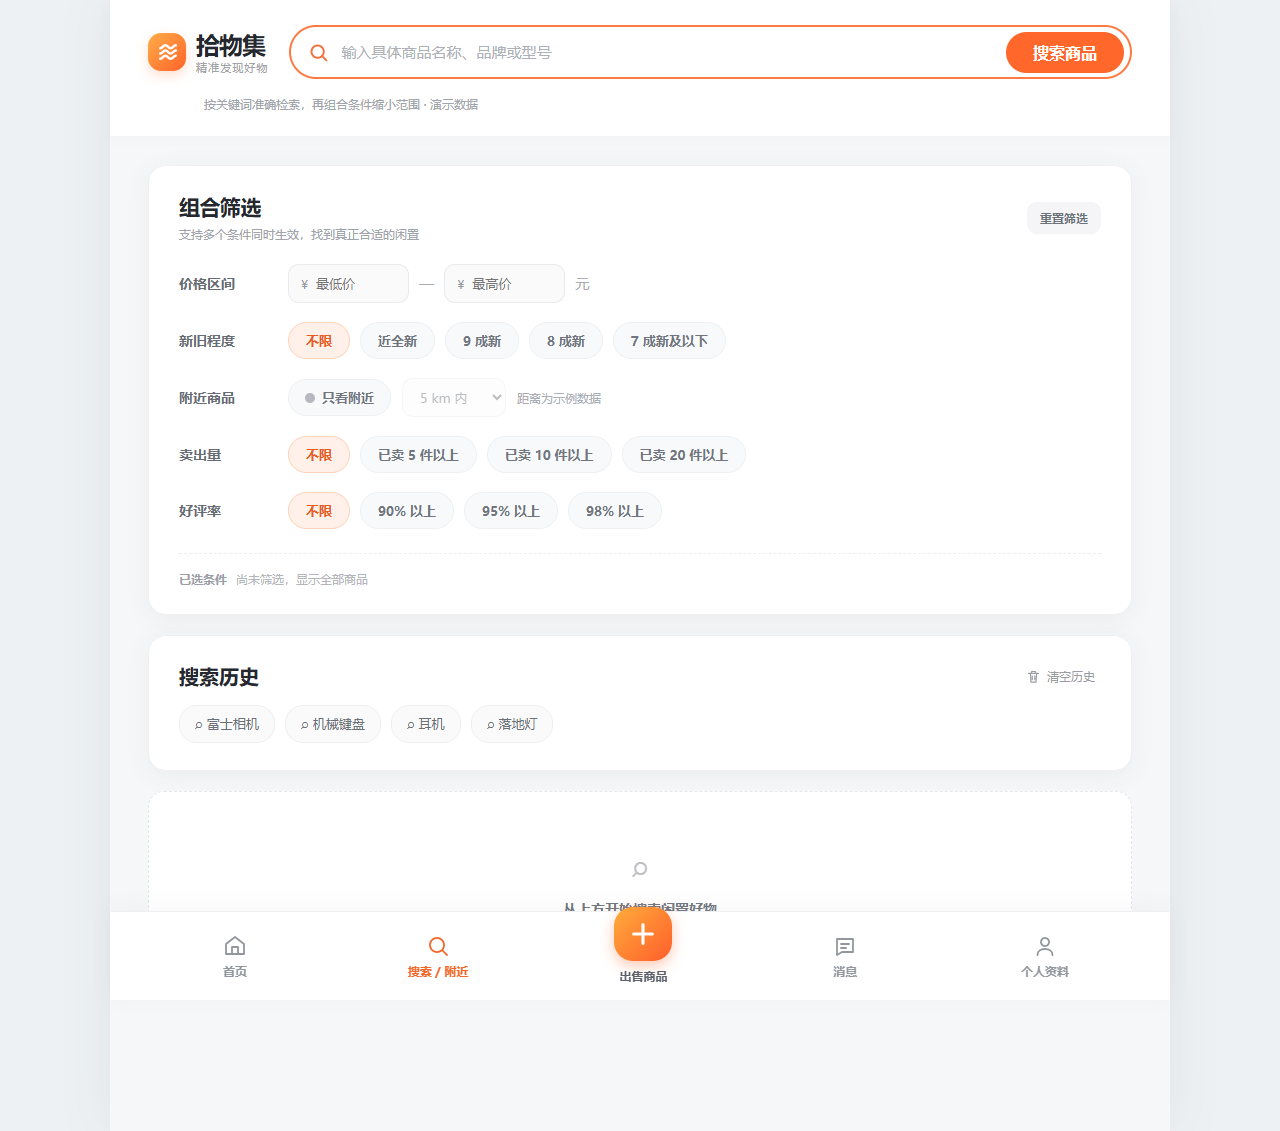 拾物集
精准发现好物
输入具体商品名称、品牌或型号
搜索商品
按关键词准确检索，再组合条件缩小范围 · 演示数据
组合筛选
支持多个条件同时生效，找到真正合适的闲置
重置筛选
价格区间 ¥ 最低价 — ¥ 最高价 元
新旧程度 不限 近全新 9 成新 8 成新 7 成新及以下
附近商品 只看附近 5 km 内 距离为示例数据
卖出量 不限 已卖 5 件以上 已卖 10 件以上 已卖 20 件以上
好评率 不限 90% 以上 95% 以上 98% 以上
已选条件 尚未筛选，显示全部商品
搜索历史
清空历史
富士相机 机械键盘 耳机 落地灯
从上方开始搜索闲置好物
首页 搜索 / 附近 出售商品 消息 个人资料